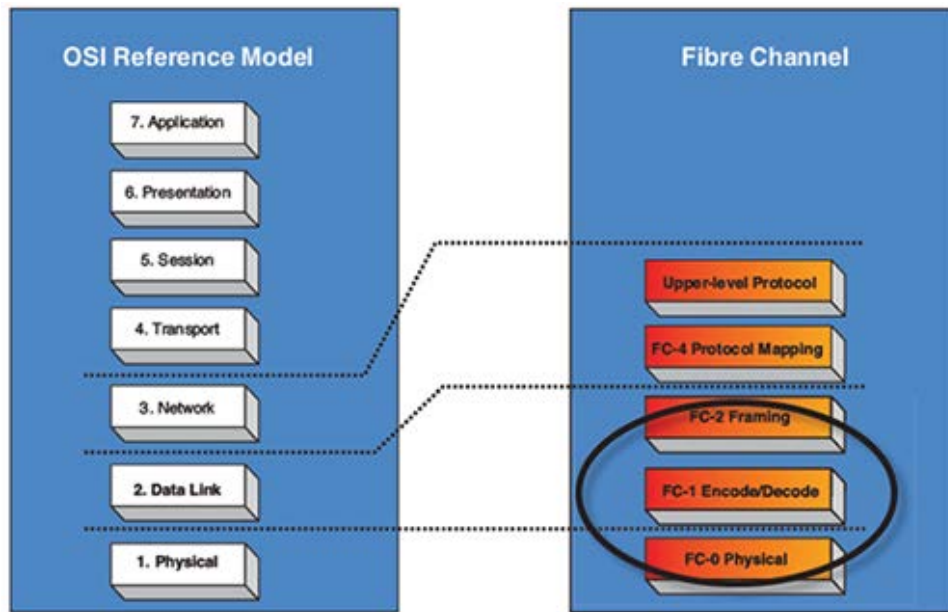 OSI Reference Model
7. Application
6. Presentation
5. Session
4. Transport
3. Network
2. Data Link
1. Physical
Fibre Channel
Upper-level Protocol
FC-4 Protocol Mapping
FC-2 Framing
FC-1 Encode/Decode
FC-0 Physical